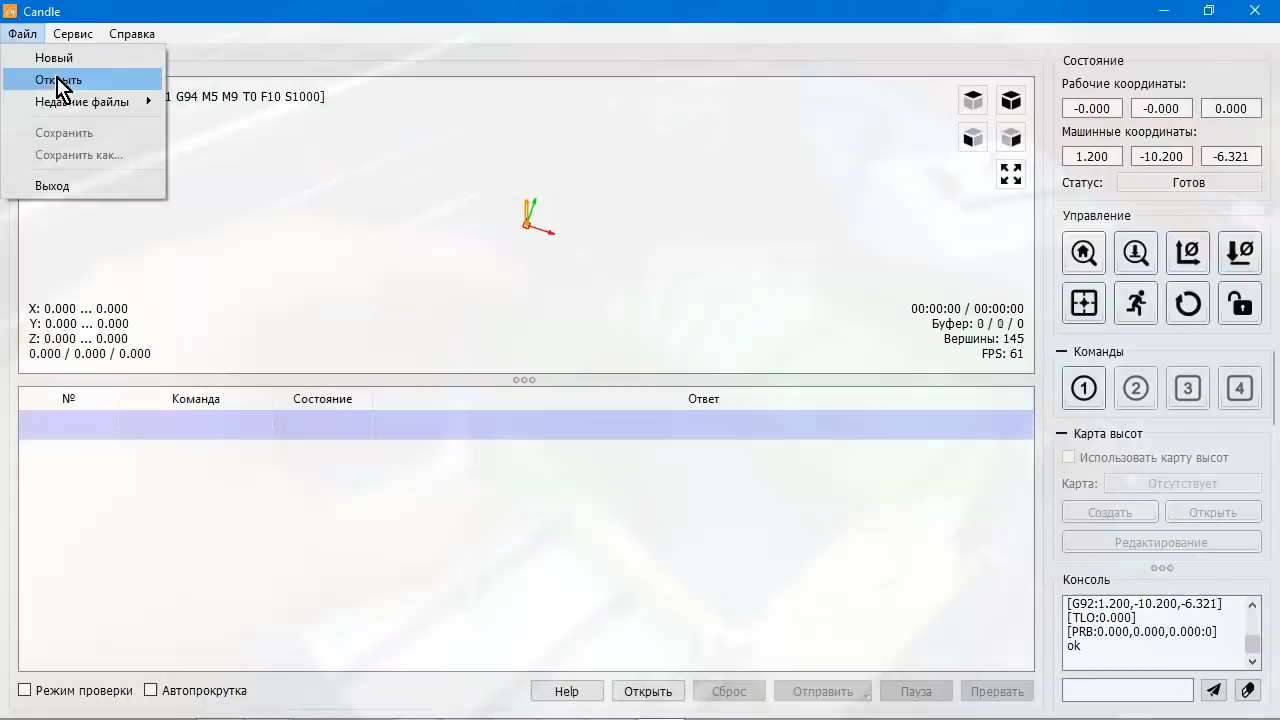 Candle
Файл Сервис Справка
Новый
Открыть
Недавние файлы
Сохранить
Сохранить как...
Выход
1 G94 M5 M9 T0 F10 S1000]
X: 0.000 ... 0.000
Y: 0.000 ... 0.000
Z: 0.000 ... 0.000
0.000 / 0.000 / 0.000
00:00:00 / 00:00:00
Буфер: 0 / 0 / 0
Вершины: 145
FPS: 61
№ Команда Состояние Ответ
Режим проверки Автопрокрутка Help Открыть Сброс Отправить Пауза Прервать
Состояние
Рабочие координаты:
-0.000 -0.000 0.000
Машинные координаты:
1.200 -10.200 -6.321
Статус: Готов
Управление
Команды
1 2 3 4
Карта высот
Использовать карту высот
Карта: Отсутствует
Создать Открыть
Редактирование
Консоль
[G92:1.200,-10.200,-6.321]
[TLO:0.000]
[PRB:0.000,0.000,0.000:0]
ok